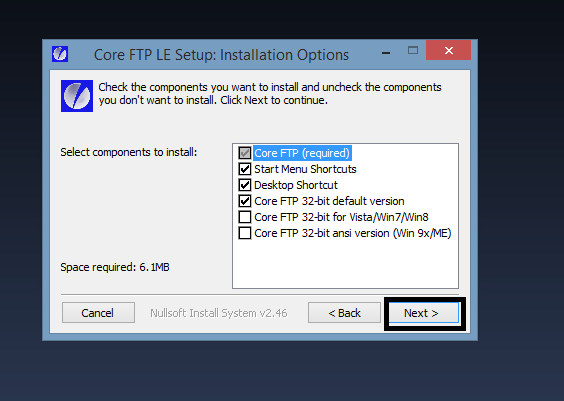 Core FTP LE Setup: Installation Options
Check the components you want to install and uncheck the components
you don't want to install. Click Next to continue.
Select components to install:
Core FTP (required)
Start Menu Shortcuts
Desktop Shortcut
Core FTP 32-bit default version
Core FTP 32-bit for Vista/Win7/Win8
Core FTP 32-bit ansi version (Win 9x/ME)
Space required: 6.1MB
Cancel
Nullsoft Install System v2.46
< Back
Next >